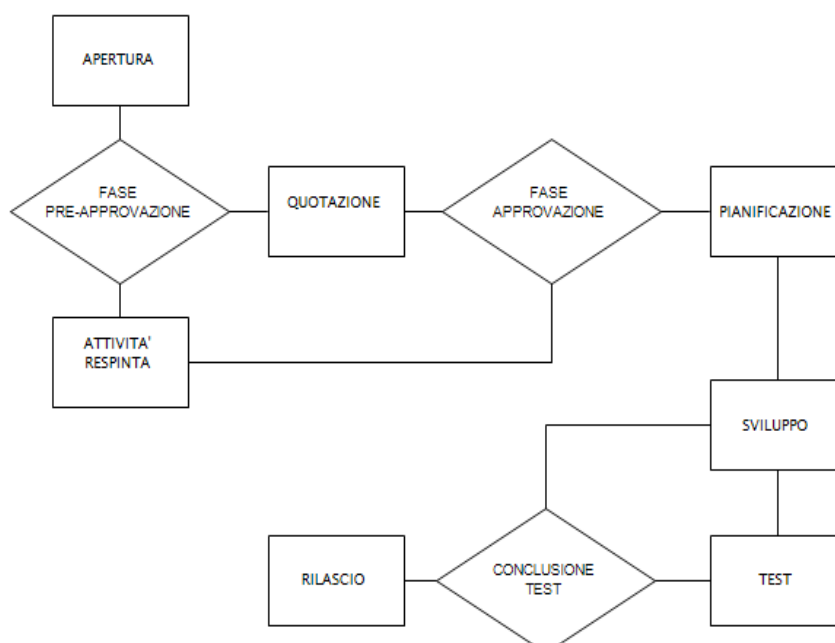 APERTURA
FASE
PRE-APPROVAZIONE
QUOTAZIONE
FASE
APPROVAZIONE
PIANIFICAZIONE
ATTIVITA'
RESPINTA
SVILUPPO
RILASCIO
CONCLUSIONE
TEST
TEST